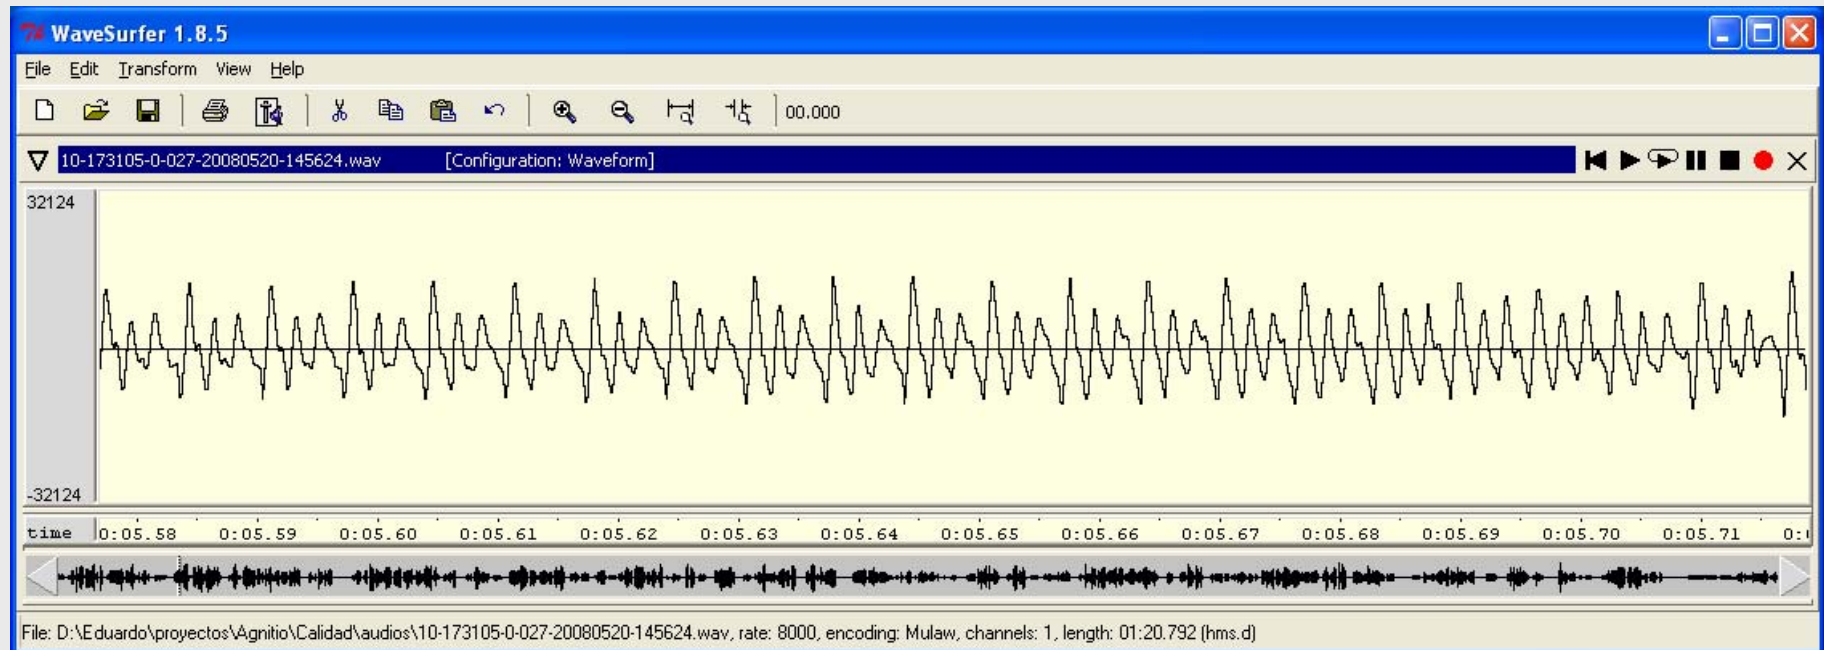 WaveSurfer 1.8.5
File Edit Transform View Help
00.000
10-173105-0-027-20080520-145624.wav [Configuration: Waveform]
32124
-32124
time 0:05.58 0:05.59 0:05.60 0:05.61 0:05.62 0:05.63 0:05.64 0:05.65 0:05.66 0:05.67 0:05.68 0:05.69 0:05.70 0:05.71
File: D:\Eduardo\proyectos\Agnitio\Calidad\audios\10-173105-0-027-20080520-145624.wav, rate: 8000, encoding: Mulaw, channels: 1, length: 01:20.792 (hms.d)